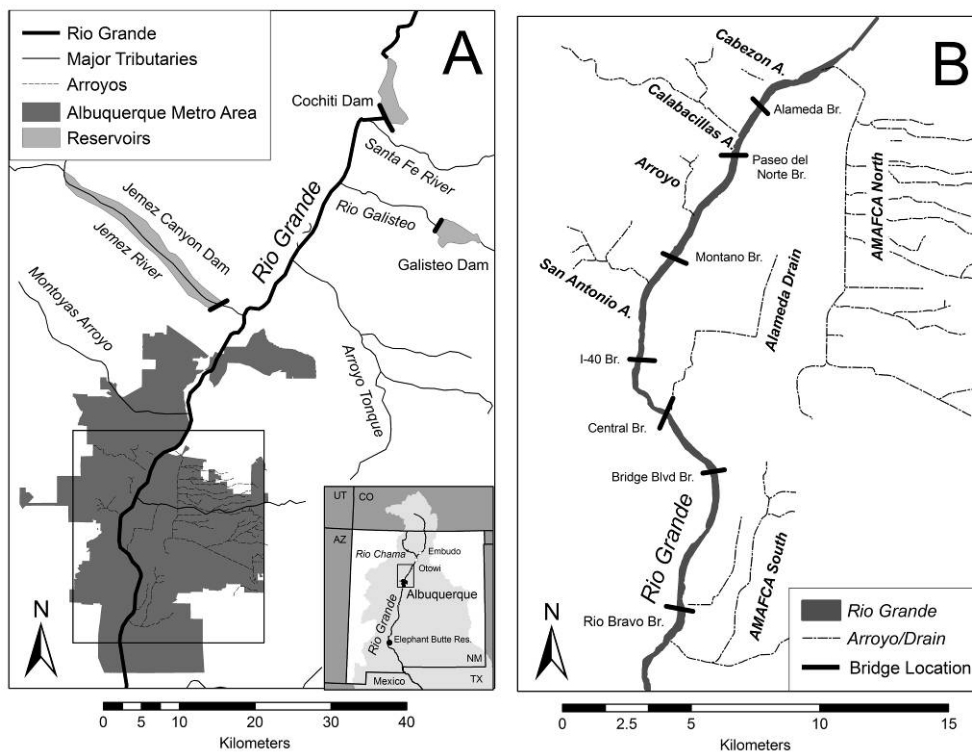 A
Rio Grande
Major Tributaries
Arroyos
Albuquerque Metro Area
Reservoirs
Cochiti Dam
Santa Fe River
Rio Galisteo
Galisteo Dam
Rio Grande
Jemez Canyon Dam
Jemez River
Montoyas Arroyo
Arroyo Tonque
N
UT
CO
AZ
Rio Chama
Embudo
Otowi
Albuquerque
Rio Grande
Elephant Butte Res.
NM
TX
Mexico
0 5 10 20 30 40
Kilometers
B
Cabezon A.
Calabacillas A.
Alameda Br.
Arroyo
Paseo del
Norte Br.
AMAFCA North
Montano Br.
San Antonio A.
Alameda Drain
I-40 Br.
Central Br.
Bridge Blvd Br.
Rio Grande
AMAFCA South
Rio Bravo Br.
N
Rio Grande
Arroyo/Drain
Bridge Location
0 2.5 5 10 15
Kilometers